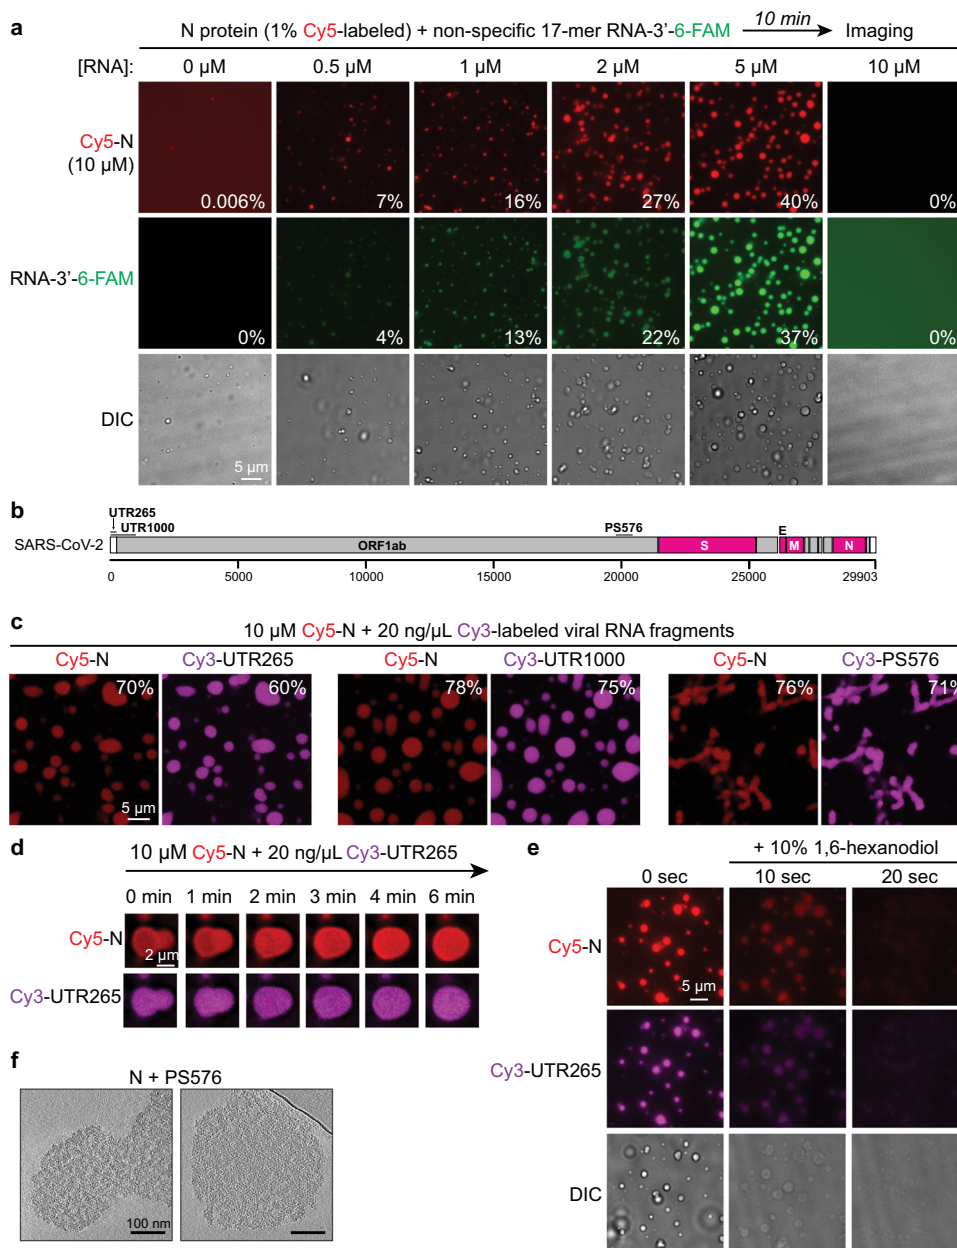 a
N protein (1% Cy5-labeled) + non-specific 17-mer RNA-3'-6-FAM 10 min Imaging
[RNA]: 0 µM 0.5 µM 1 µM 2 µM 5 µM 10 µM
Cy5-N
(10 µM)
0.006% 7% 16% 27% 40% 0%
RNA-3'-6-FAM
0% 4% 13% 22% 37% 0%
DIC
5 µm
b
UTR265
UTR1000 PS576 E
SARS-CoV-2 ORF1ab S M N
0 5000 10000 15000 20000 25000 29903
c
10 µM Cy5-N + 20 ng/µL Cy3-labeled viral RNA fragments
Cy5-N Cy3-UTR265 Cy5-N Cy3-UTR1000 Cy5-N Cy3-PS576
70% 60% 78% 75% 76% 71%
5 µm
d
10 µM Cy5-N + 20 ng/µL Cy3-UTR265
0 min 1 min 2 min 3 min 4 min 6 min
Cy5-N
2 µm
Cy3-UTR265
e
+ 10% 1,6-hexanodiol
0 sec 10 sec 20 sec
Cy5-N
5 µm
Cy3-UTR265
DIC
f
N + PS576
100 nm